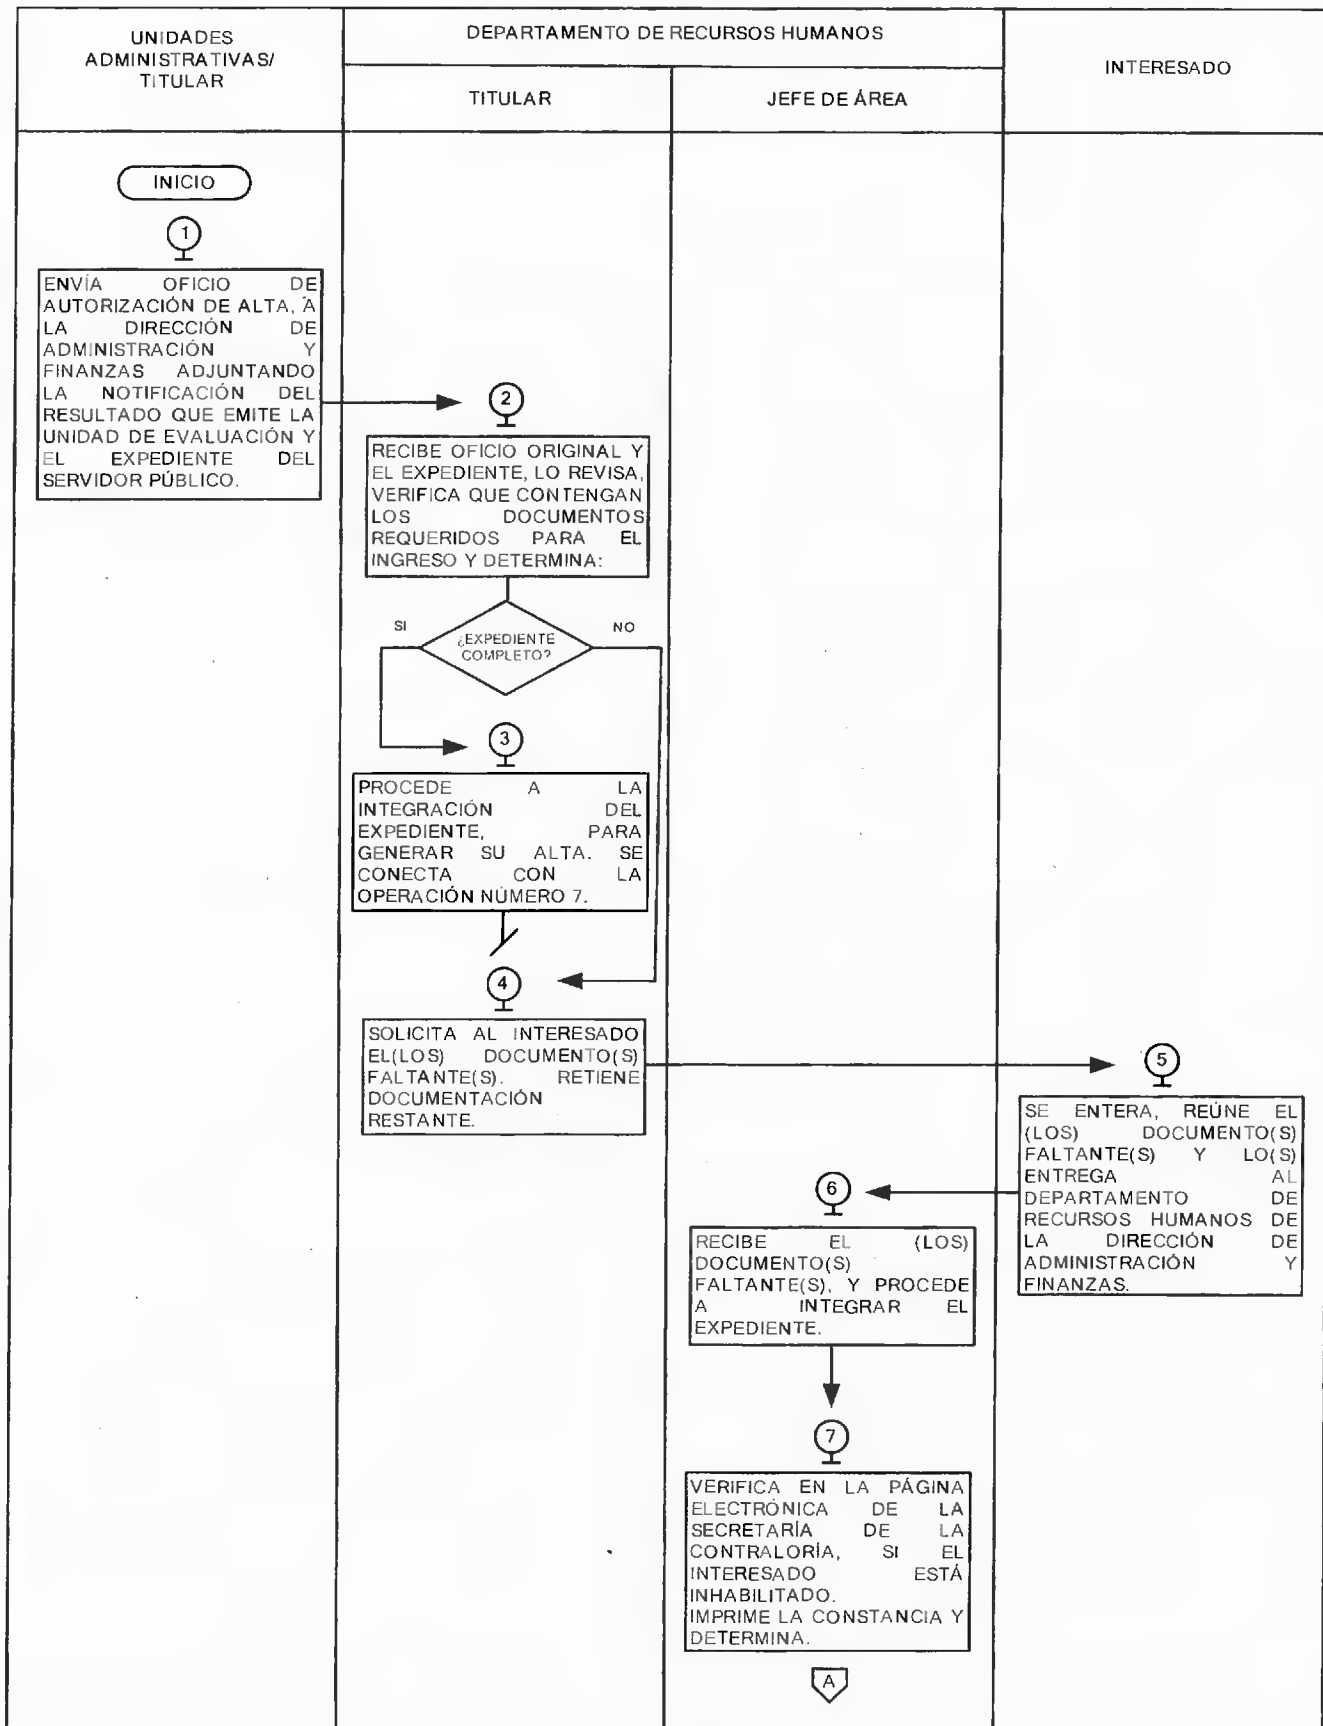 UNIDADES
ADMINISTRATIVAS/
TITULAR
DEPARTAMENTO DE RECURSOS HUMANOS
TITULAR
JEFE DE ÁREA
INTERESADO
INICIO
1
ENVÍA OFICIO DE
AUTORIZACIÓN DE ALTA, A
LA DIRECCIÓN DE
ADMINISTRACIÓN Y
FINANZAS ADJUNTANDO
LA NOTIFICACIÓN DEL
RESULTADO QUE EMITE LA
UNIDAD DE EVALUACIÓN Y
EL EXPEDIENTE DEL
SERVIDOR PÚBLICO.
2
RECIBE OFICIO ORIGINAL Y
EL EXPEDIENTE, LO REVISA,
VERIFICA QUE CONTENGAN
LOS DOCUMENTOS
REQUERIDOS PARA EL
INGRESO Y DETERMINA:
SI
¿EXPEDIENTE
COMPLETO?
NO
3
PROCEDE A LA
INTEGRACIÓN DEL
EXPEDIENTE, PARA
GENERAR SU ALTA. SE
CONECTA CON LA
OPERACIÓN NÚMERO 7.
4
SOLICITA AL INTERESADO
EL(LOS) DOCUMENTO(S)
FALTANTE(S). RETIENE
DOCUMENTACIÓN
RESTANTE.
5
SE ENTERA, REÚNE EL
(LOS) DOCUMENTO(S)
FALTANTE(S) Y LO(S)
ENTREGA AL
DEPARTAMENTO DE
RECURSOS HUMANOS DE
LA DIRECCIÓN DE
ADMINISTRACIÓN Y
FINANZAS.
6
RECIBE EL (LOS)
DOCUMENTO(S)
FALTANTE(S), Y PROCEDE
A INTEGRAR EL
EXPEDIENTE.
7
VERIFICA EN LA PÁGINA
ELECTRÓNICA DE LA
SECRETARÍA DE LA
CONTRALORÍA, SI EL
INTERESADO ESTÁ
INHABILITADO.
IMPRIME LA CONSTANCIA Y
DETERMINA:
A